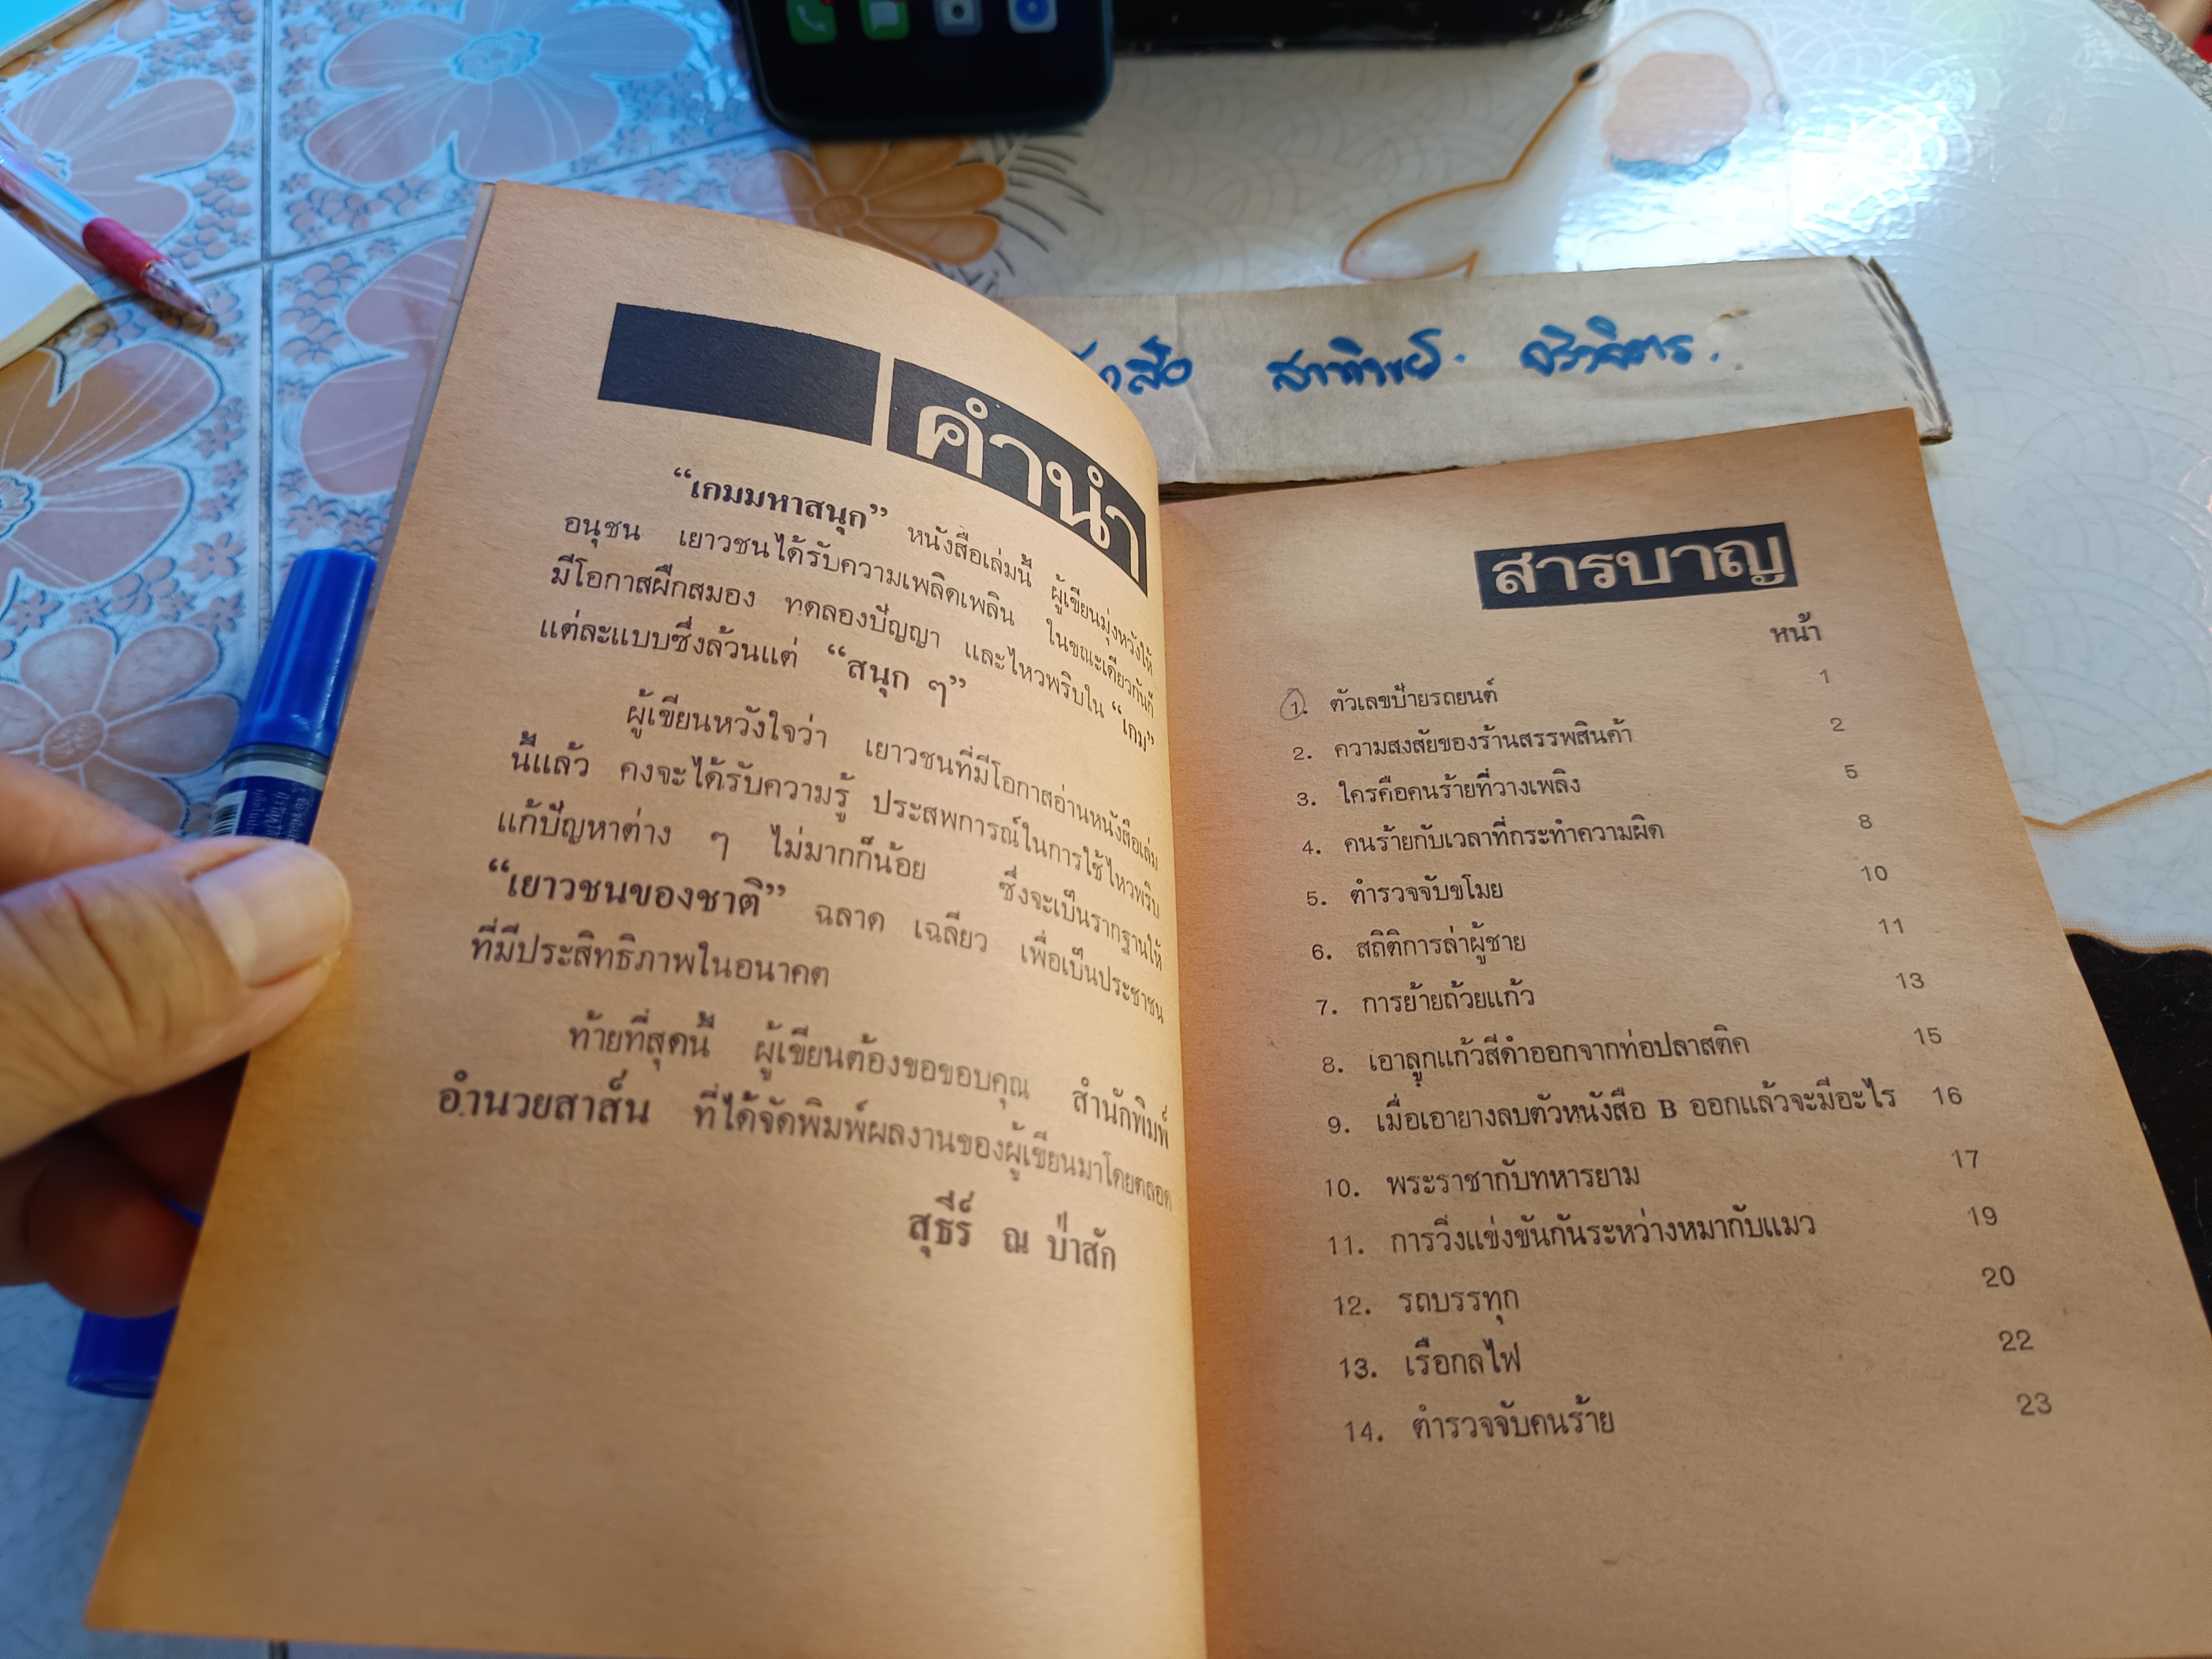 คำนำ
“เกมมหาสนุก” หนังสือเล่มนี้ ผู้เขียนมุ่งหวังให้
อนุชน เยาวชนได้รับความเพลิดเพลิน ในขณะเดียวกันก็
มีโอกาสฝึกสมอง ทดลองปัญญา และไหวพริบใน “เกม”
แต่ละแบบซึ่งล้วนแต่ “สนุก ๆ”
ผู้เขียนหวังใจว่า เยาวชนที่มีโอกาสอ่านหนังสือเล่ม
นี้แล้ว คงจะได้รับความรู้ ประสพการณ์ในการใช้ไหวพริบ
แก้ปัญหาต่าง ๆ ไม่มากก็น้อย ซึ่งจะเป็นรากฐานให้
“เยาวชนของชาติ” ฉลาด เฉลียว เพื่อเป็นประชาชน
ที่มีประสิทธิภาพในอนาคต
ท้ายที่สุดนี้ ผู้เขียนต้องขอขอบคุณ สำนักพิมพ์
อำนวยสาส์น ที่ได้จัดพิมพ์ผลงานของผู้เขียนมาโดยตลอด
สุธีร์ ณ ป่าสัก
สารบาญ
หน้า
1. ตัวเลขป้ายรถยนต์ 1
2. ความสงสัยของร้านสรรพสินค้า 2
3. ใครคือคนร้ายที่วางเพลิง 5
4. คนร้ายกับเวลาที่กระทำความผิด 8
5. ตำรวจจับขโมย 10
6. สถิติการล่าผู้ชาย 11
7. การย้ายถ้วยแก้ว 13
8. เอาลูกแก้วสีดำออกจากท่อปลาสติค 15
9. เมื่อเอายางลบตัวหนังสือ B ออกแล้วจะมีอะไร 16
10. พระราชากับทหารยาม 17
11. การวิ่งแข่งขันกันระหว่างหมากับแมว 19
12. รถบรรทุก 20
13. เรือกลไฟ 22
14. ตำรวจจับคนร้าย 23